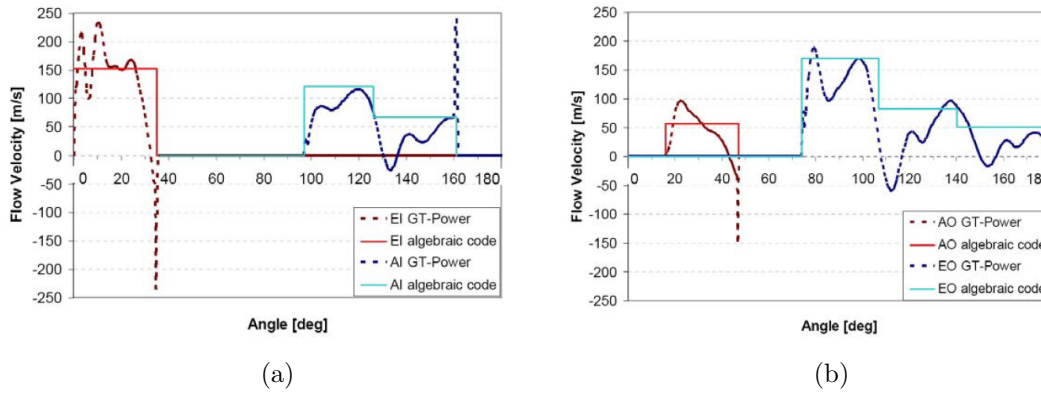 250
200
150
100
50
0
-50
-100
-150
-200
-250
Flow Velocity [m/s]
0 20 40 60 80 100 120 140 160 180
EI GT-Power
EI algebraic code
AI GT-Power
AI algebraic code
Angle [deg]
(a)
250
200
150
100
50
0
-50
-100
-150
-200
-250
Flow Velocity [m/s]
0 20 40 60 80 100 120 140 160 180
AO GT-Power
AO algebraic code
EO GT-Power
EO algebraic code
Angle [deg]
(b)